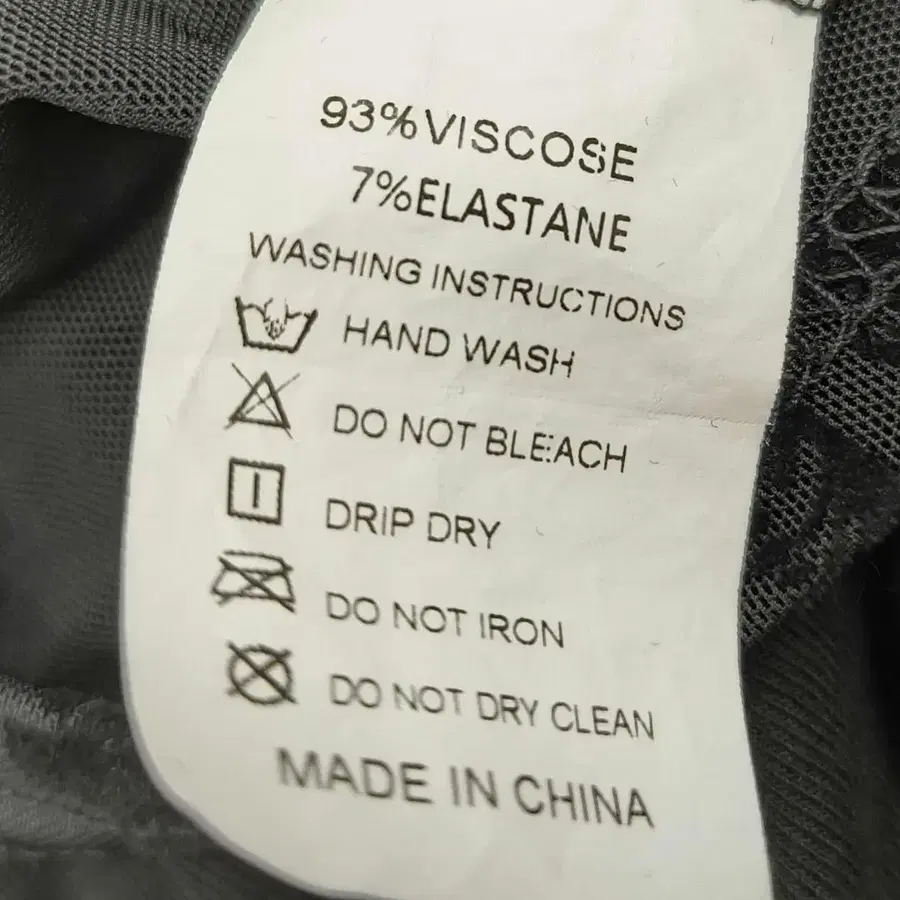 93%VISCOSE
7%ELASTANE
WASHING INSTRUCTIONS
HAND WASH
DO NOT BLEACH
DRIP DRY
DO NOT IRON
DO NOT DRY CLEAN
MADE IN CHINA